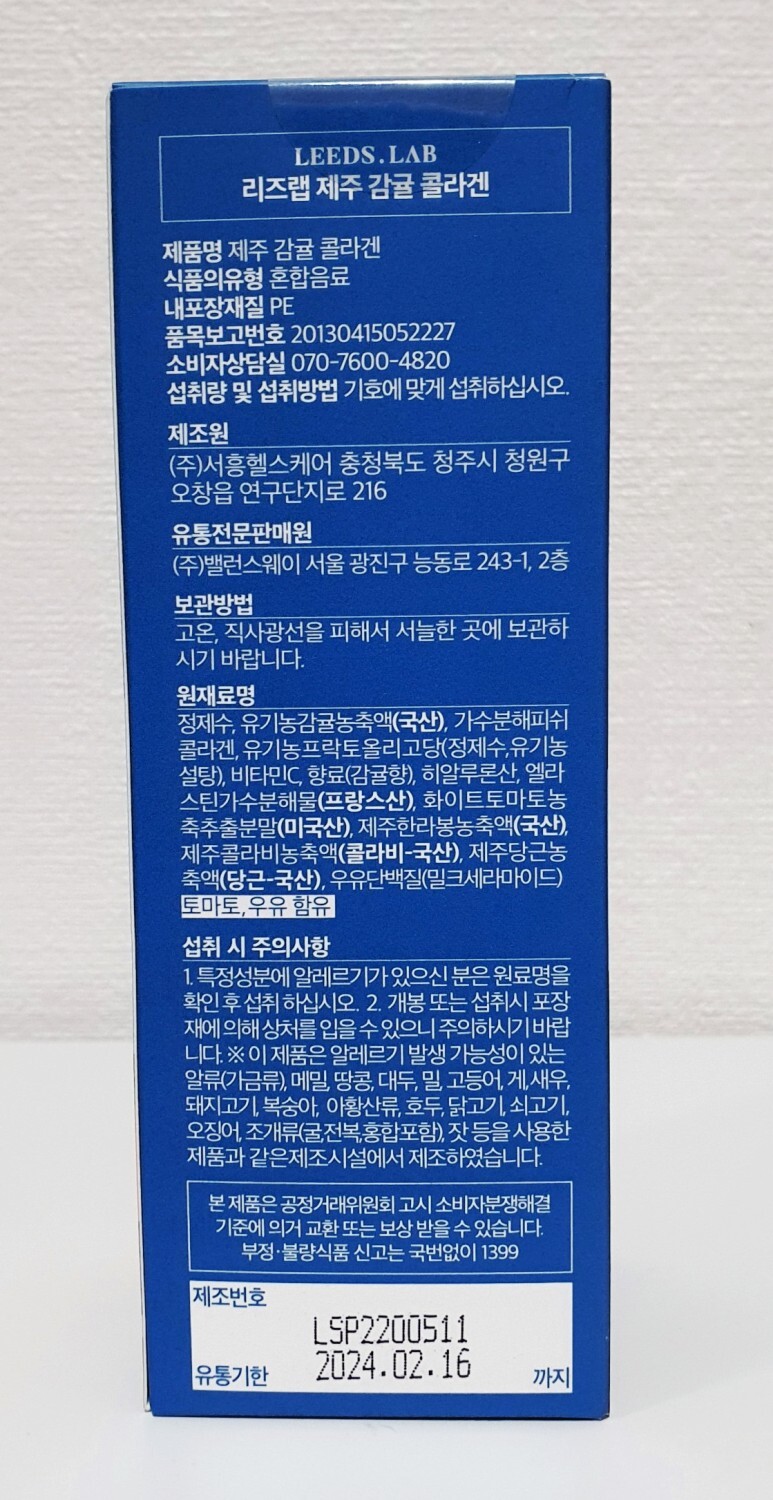 LEEDS.LAB
리즈랩 제주 감귤 콜라겐
제품명 제주 감귤 콜라겐
식품의유형 혼합음료
내포장재질 PE
품목보고번호 20130415052227
소비자상담실 070-7600-4820
섭취량 및 섭취방법 기호에 맞게 섭취하십시오.
제조원
(주)서흥헬스케어 충청북도 청주시 청원구
오창읍 연구단지로 216
유통전문판매원
(주)밸런스웨이 서울 광진구 능동로 243-1, 2층
보관방법
고온, 직사광선을 피해서 서늘한 곳에 보관하
시기 바랍니다.
원재료명
정제수, 유기농감귤농축액(국산), 가수분해피쉬
콜라겐, 유기농프락토올리고당(정제수,유기농
설탕), 비타민C, 향료(감귤향), 히알루론산, 엘라
스틴가수분해물(프랑스산), 화이트토마토농
축추출분말(미국산), 제주한라봉농축액(국산),
제주콜라비농축액(콜라비-국산), 제주당근농
축액(당근-국산), 우유단백질(밀크세라마이드)
토마토,우유 함유
섭취 시 주의사항
1. 특정성분에 알레르기가 있으신 분은 원료명을
확인 후 섭취 하십시오. 2. 개봉 또는 섭취시 포장
재에 의해 상처를 입을 수 있으니 주의하시기 바랍
니다. ※ 이 제품은 알레르기 발생 가능성이 있는
알류(가금류), 메밀, 땅콩, 대두, 밀, 고등어, 게,새우,
돼지고기, 복숭아, 아황산류, 호두, 닭고기, 쇠고기,
오징어, 조개류(굴,전복,홍합포함), 잣 등을 사용한
제품과 같은제조시설에서 제조하였습니다.
본 제품은 공정거래위원회 고시 소비자분쟁해결
기준에 의거 교환 또는 보상 받을 수 있습니다.
부정·불량식품 신고는 국번없이 1399
제조번호
LSP2200511
유통기한 2024.02.16 까지